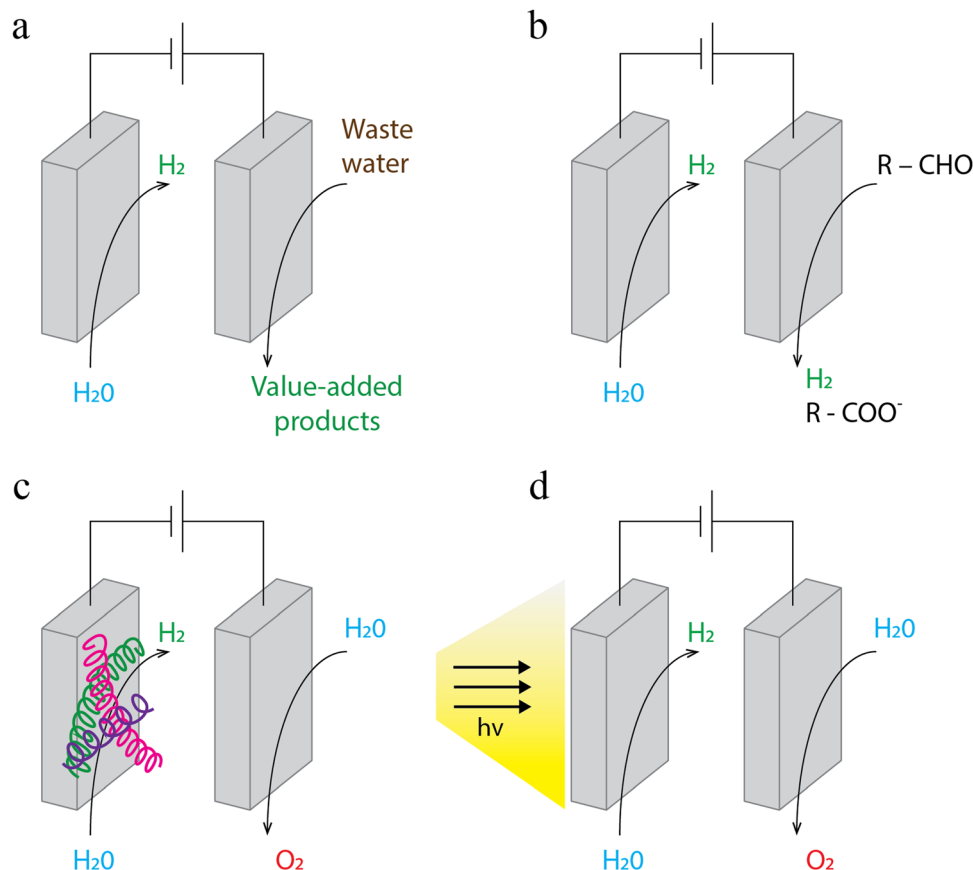 a
H₂
Waste
water
H₂0
Value-added
products
b
H₂
R – CHO
H₂0
H₂
R - COO⁻
c
H₂
H₂0
H₂0
O₂
d
hv
H₂
H₂0
H₂0
O₂